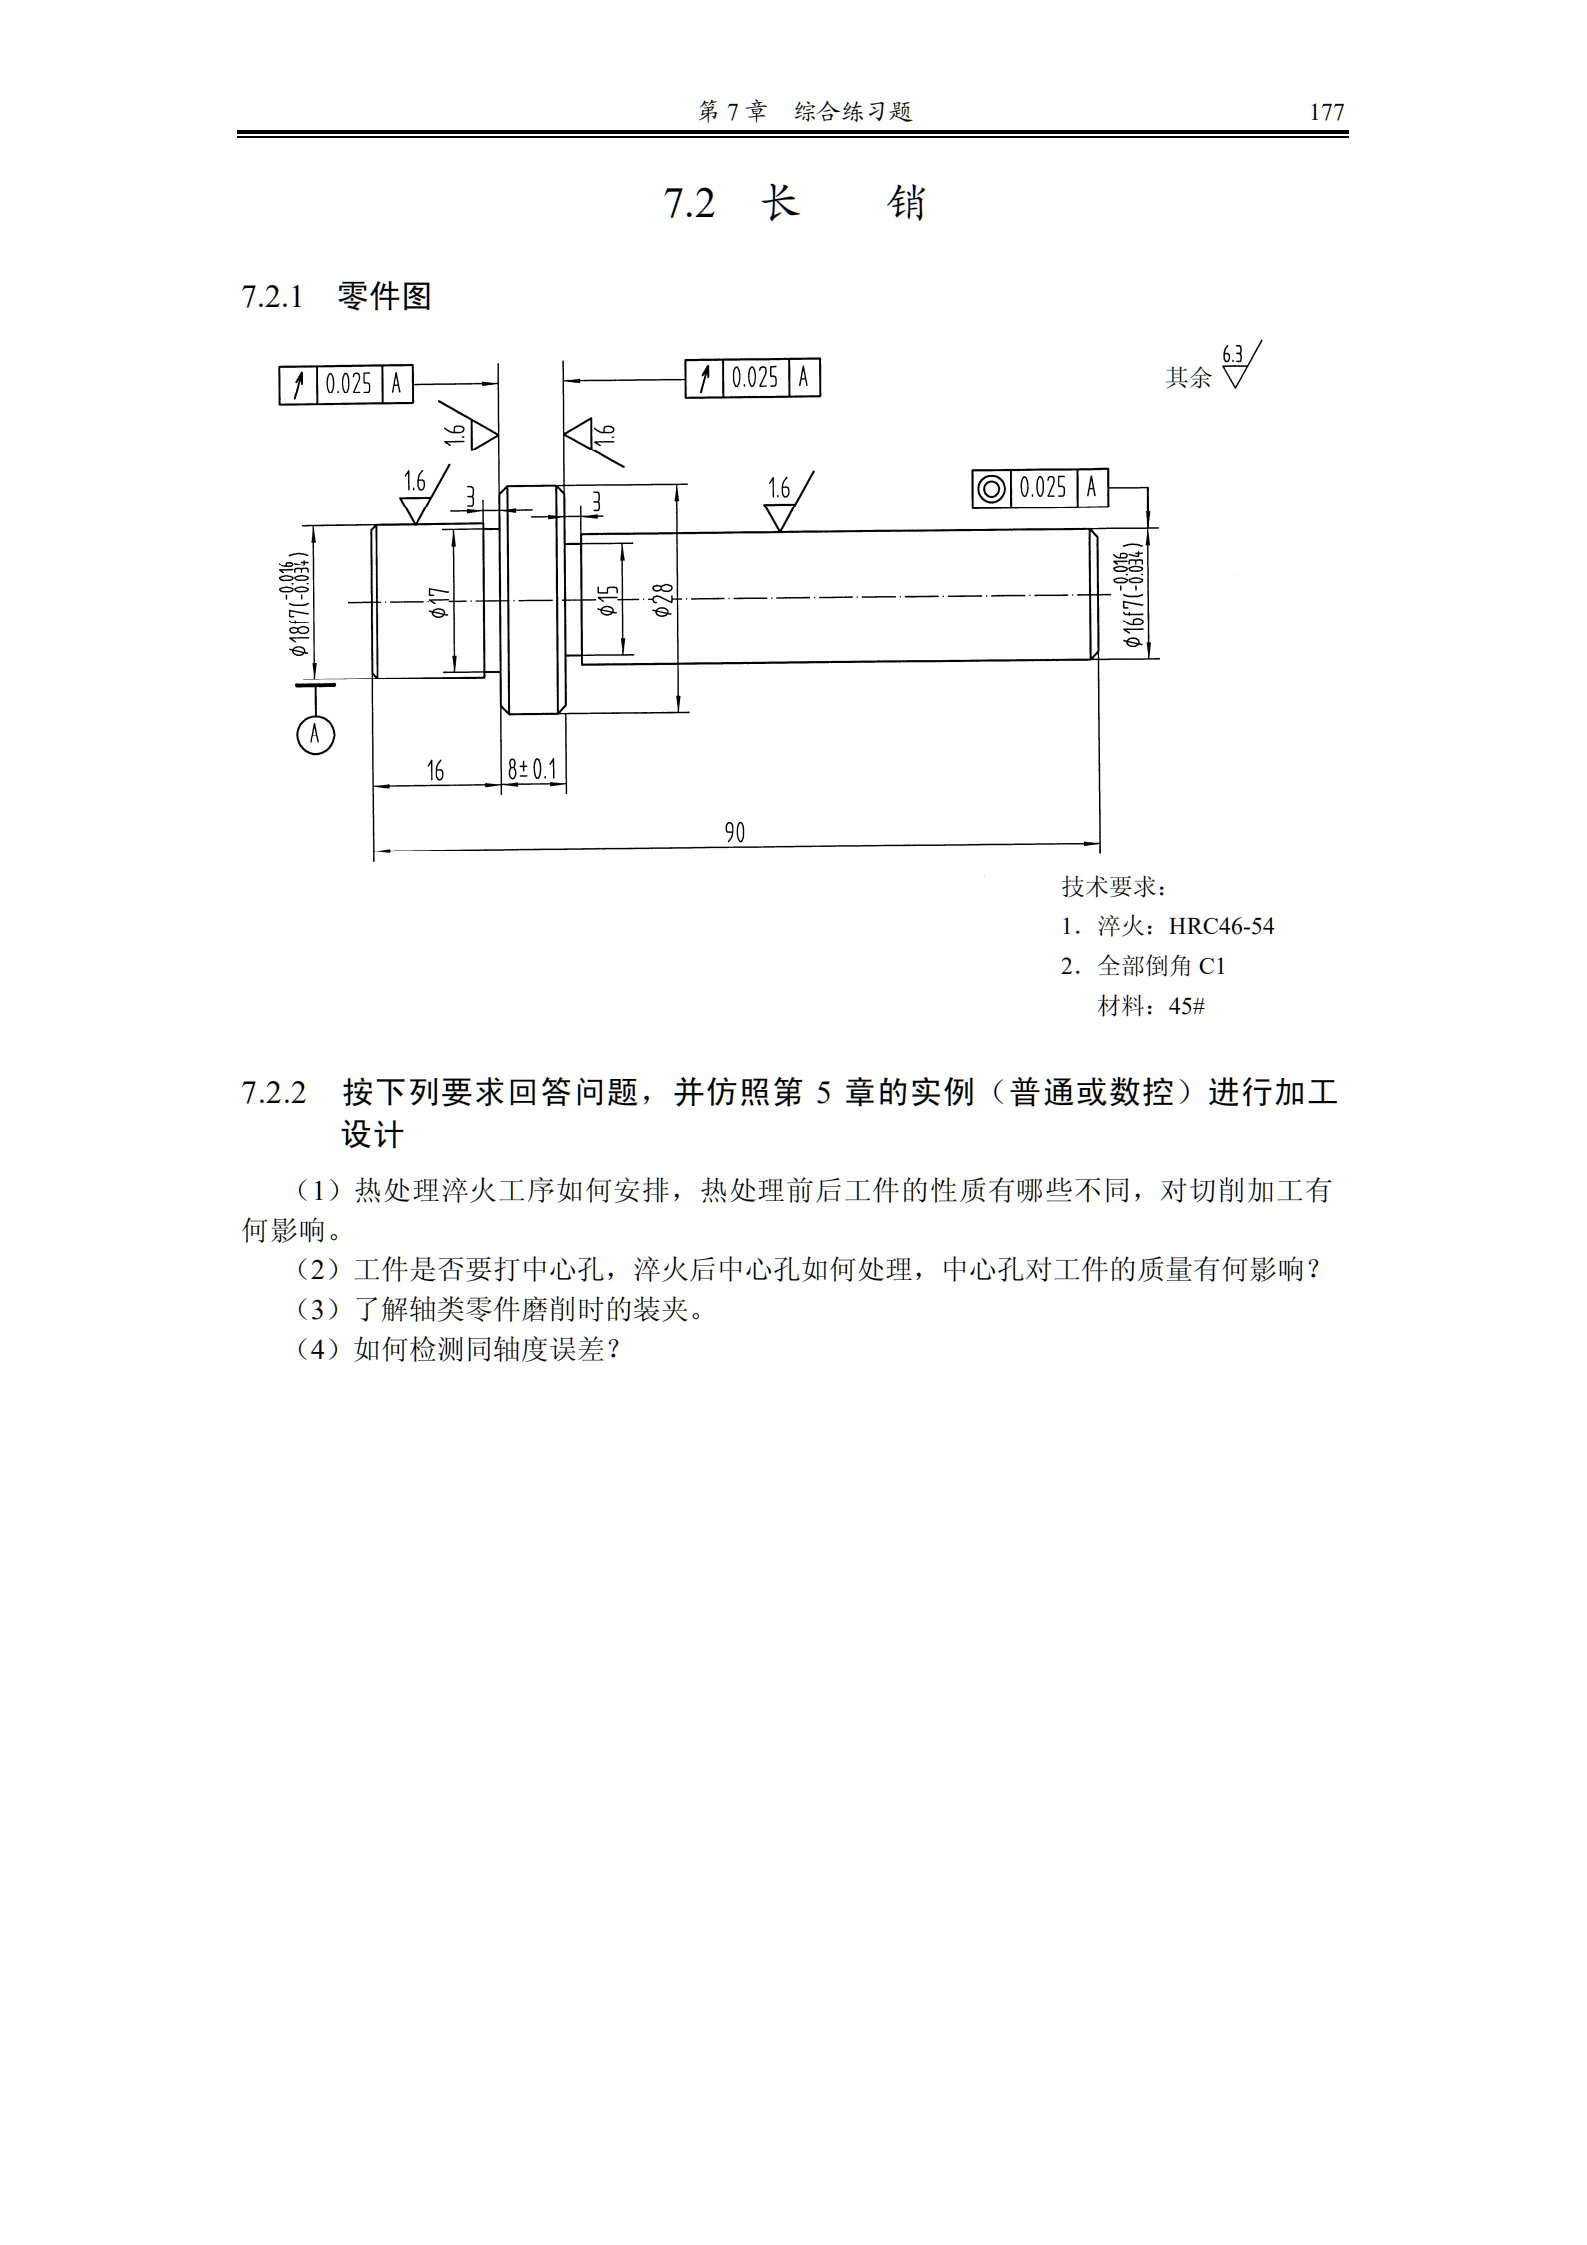 第 7 章　综合练习题　177
7.2　长　　销
7.2.1　零件图
6.3
其余
0.025 A
0.025 A
1.6
1.6
1.6
3
3
1.6
◎ 0.025 A
φ18f7(-0.016 -0.034)
φ17
φ15
φ28
φ16f7(-0.016 -0.034)
A
16
8±0.1
90
技术要求：
1．淬火：HRC46-54
2．全部倒角 C1
材料：45#
7.2.2　按下列要求回答问题，并仿照第 5 章的实例（普通或数控）进行加工
设计
（1）热处理淬火工序如何安排，热处理前后工件的性质有哪些不同，对切削加工有
何影响。
（2）工件是否要打中心孔，淬火后中心孔如何处理，中心孔对工件的质量有何影响？
（3）了解轴类零件磨削时的装夹。
（4）如何检测同轴度误差？